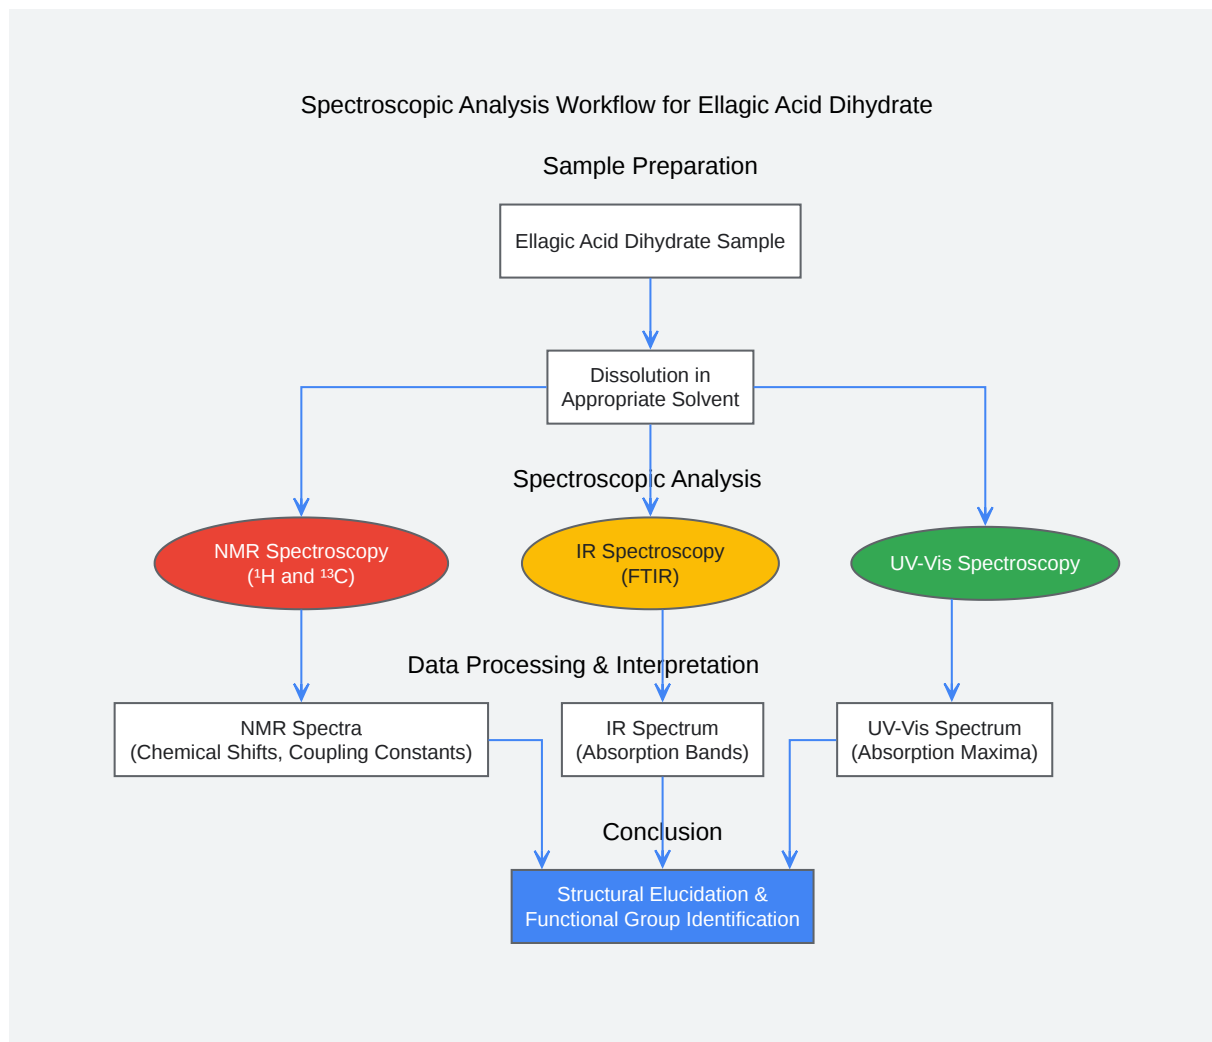 Spectroscopic Analysis Workflow for Ellagic Acid Dihydrate
Sample Preparation
Ellagic Acid Dihydrate Sample
Dissolution in
Appropriate Solvent
Spectroscopic Analysis
NMR Spectroscopy
(¹H and ¹³C)
IR Spectroscopy
(FTIR)
UV-Vis Spectroscopy
Data Processing & Interpretation
NMR Spectra
(Chemical Shifts, Coupling Constants)
IR Spectrum
(Absorption Bands)
UV-Vis Spectrum
(Absorption Maxima)
Conclusion
Structural Elucidation &
Functional Group Identification